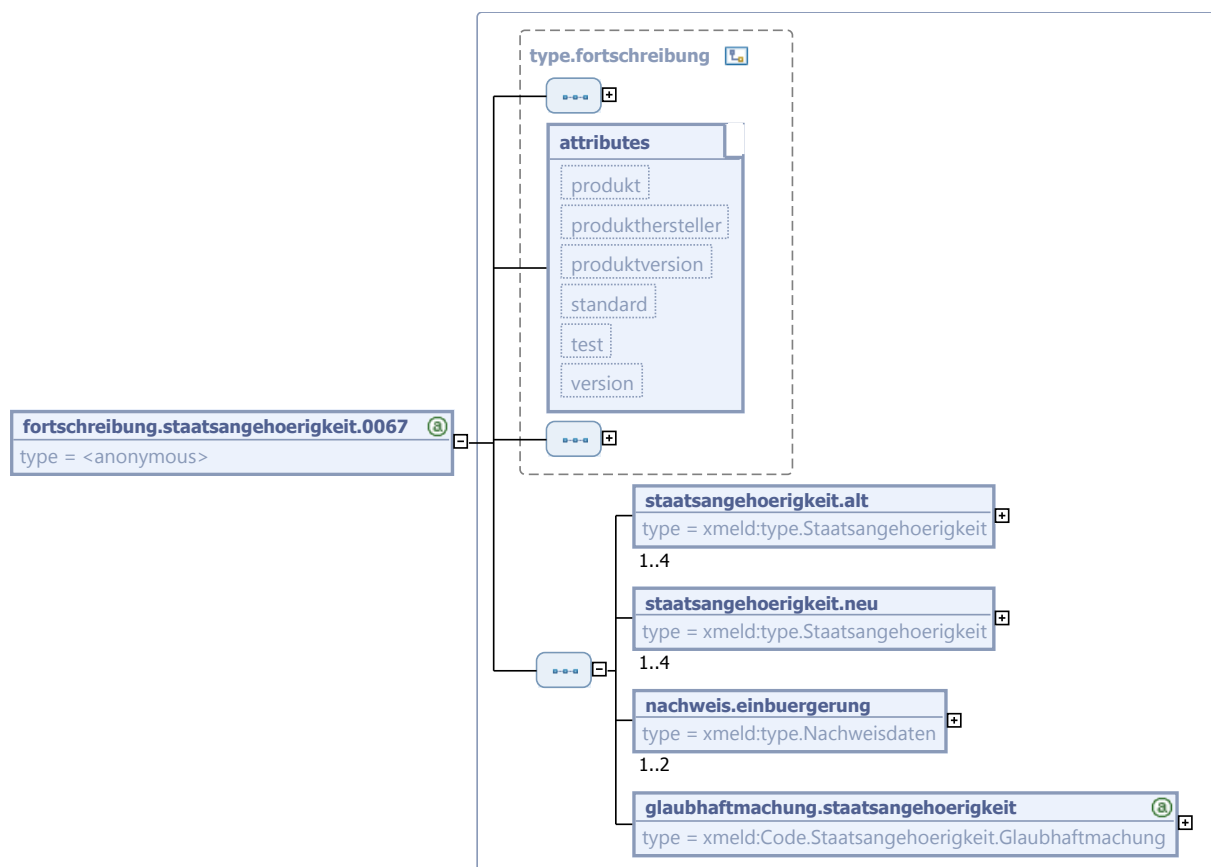 type.fortschreibung
attributes
produkt
produkthersteller
produktversion
standard
test
version
fortschreibung.staatsangehoerigkeit.0067
type = <anonymous>
staatsangehoerigkeit.alt
type = xmeld:type.Staatsangehoerigkeit
1..4
staatsangehoerigkeit.neu
type = xmeld:type.Staatsangehoerigkeit
1..4
nachweis.einbuergerung
type = xmeld:type.Nachweisdaten
1..2
glaubhaftmachung.staatsangehoerigkeit
type = xmeld:Code.Staatsangehoerigkeit.Glaubhaftmachung